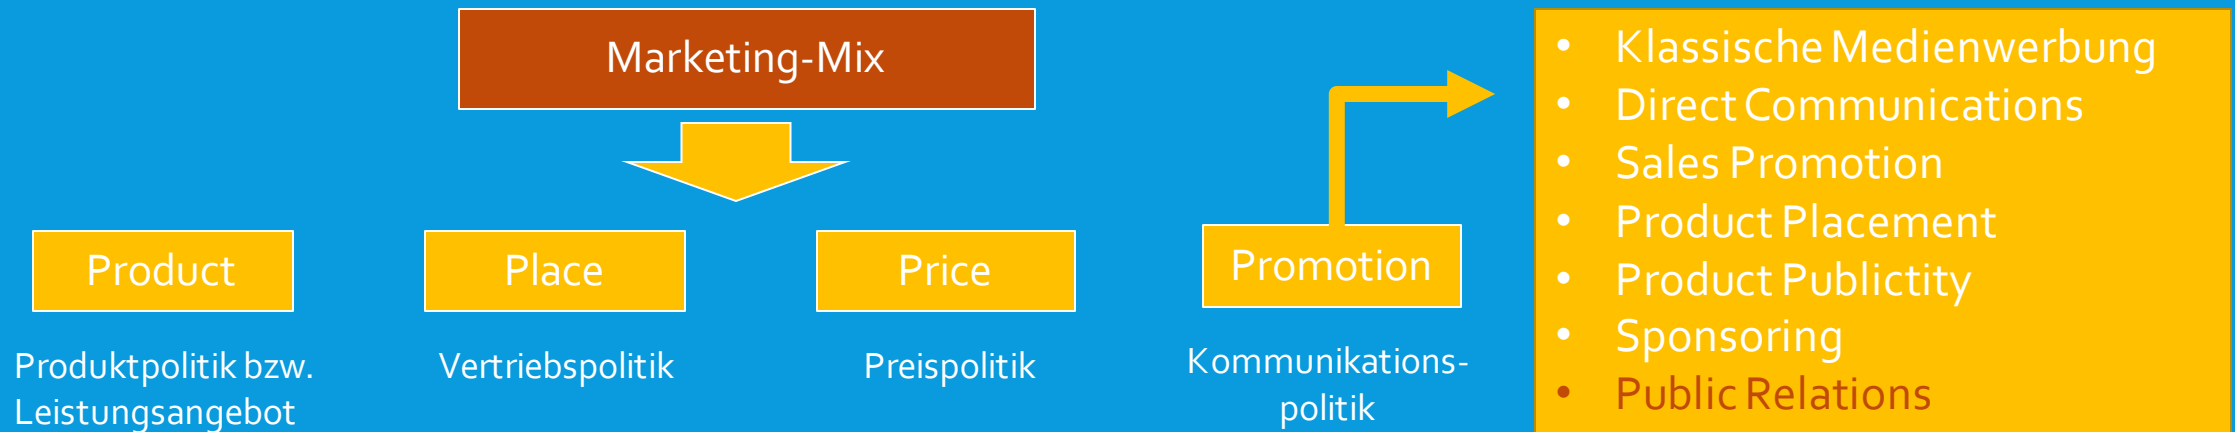 Marketing-Mix
Product
Place
Price
Promotion
Produktpolitik bzw.
Leistungsangebot
Vertriebspolitik
Preispolitik
Kommunikations-
politik
• Klassische Medienwerbung
• Direct Communications
• Sales Promotion
• Product Placement
• Product Publictity
• Sponsoring
• Public Relations